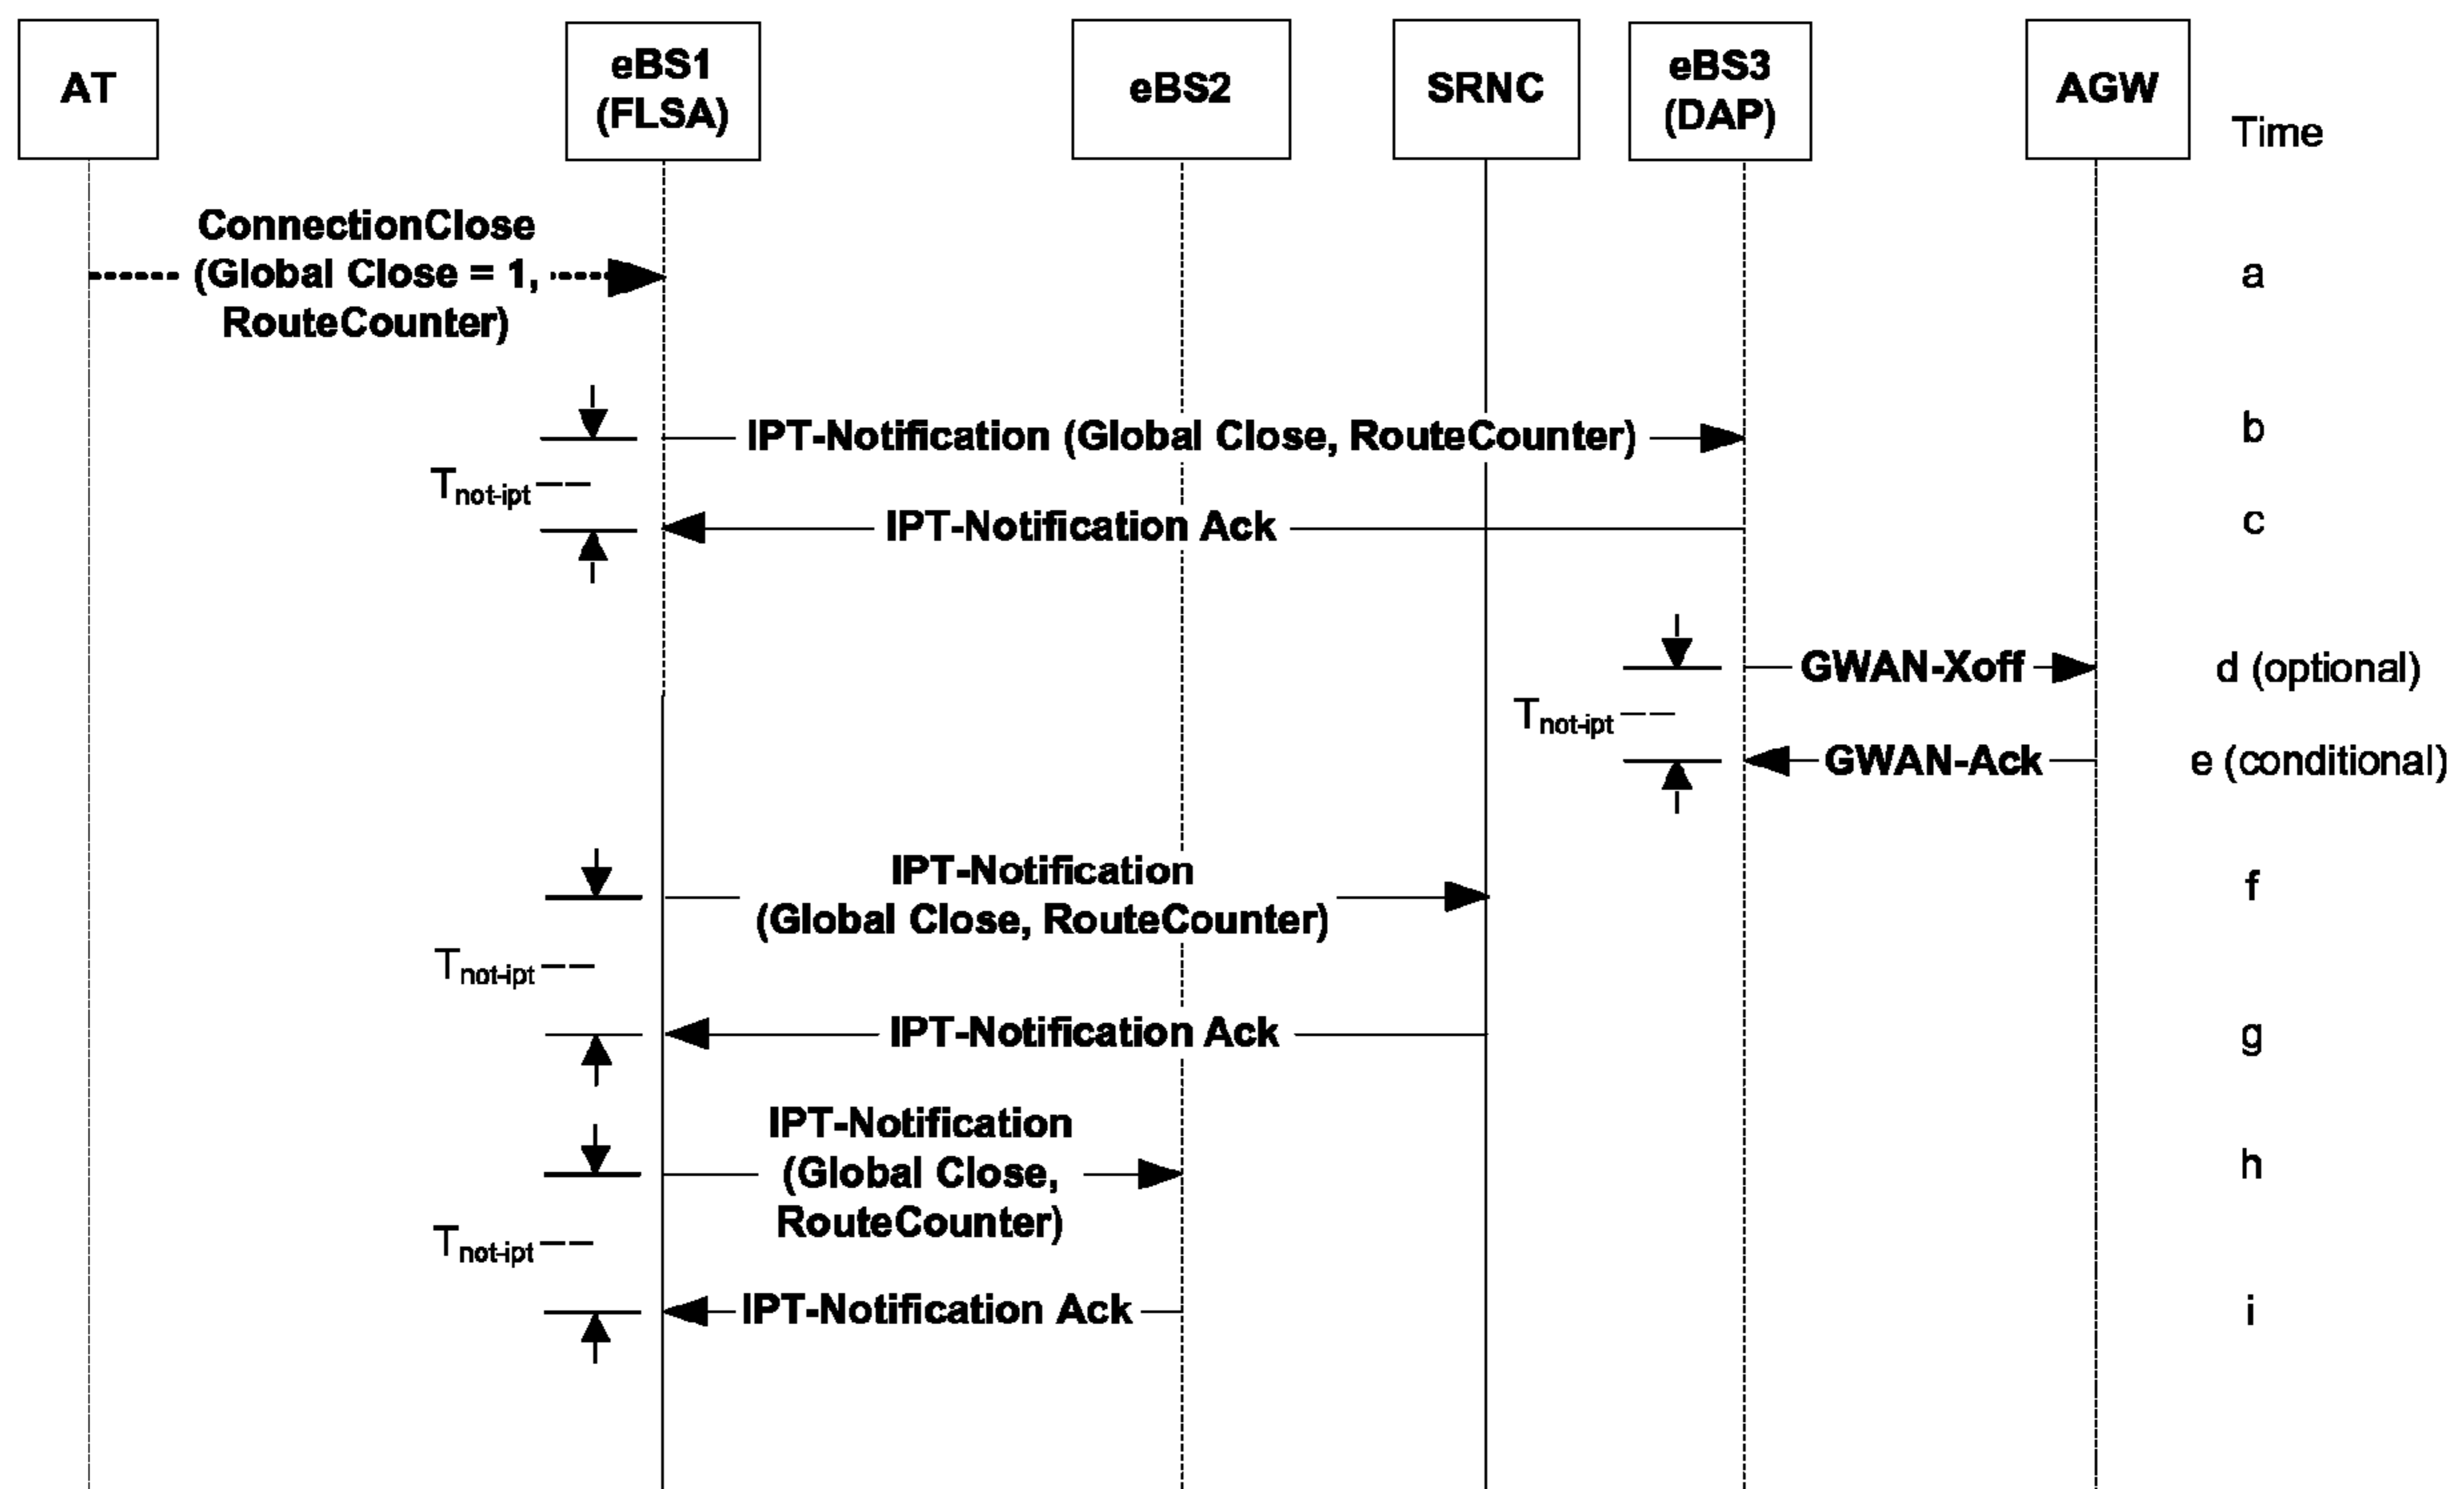 AT
eBS1
(FLSA)
eBS2
SRNC
eBS3
(DAP)
AGW
Time
ConnectionClose
(Global Close = 1,
RouteCounter)
a
IPT-Notification (Global Close, RouteCounter)
b
Tnot-ipt
IPT-Notification Ack
c
GWAN-Xoff
d (optional)
Tnot-ipt
GWAN-Ack
e (conditional)
IPT-Notification
(Global Close, RouteCounter)
f
Tnot-ipt
IPT-Notification Ack
g
IPT-Notification
(Global Close,
RouteCounter)
h
Tnot-ipt
IPT-Notification Ack
i